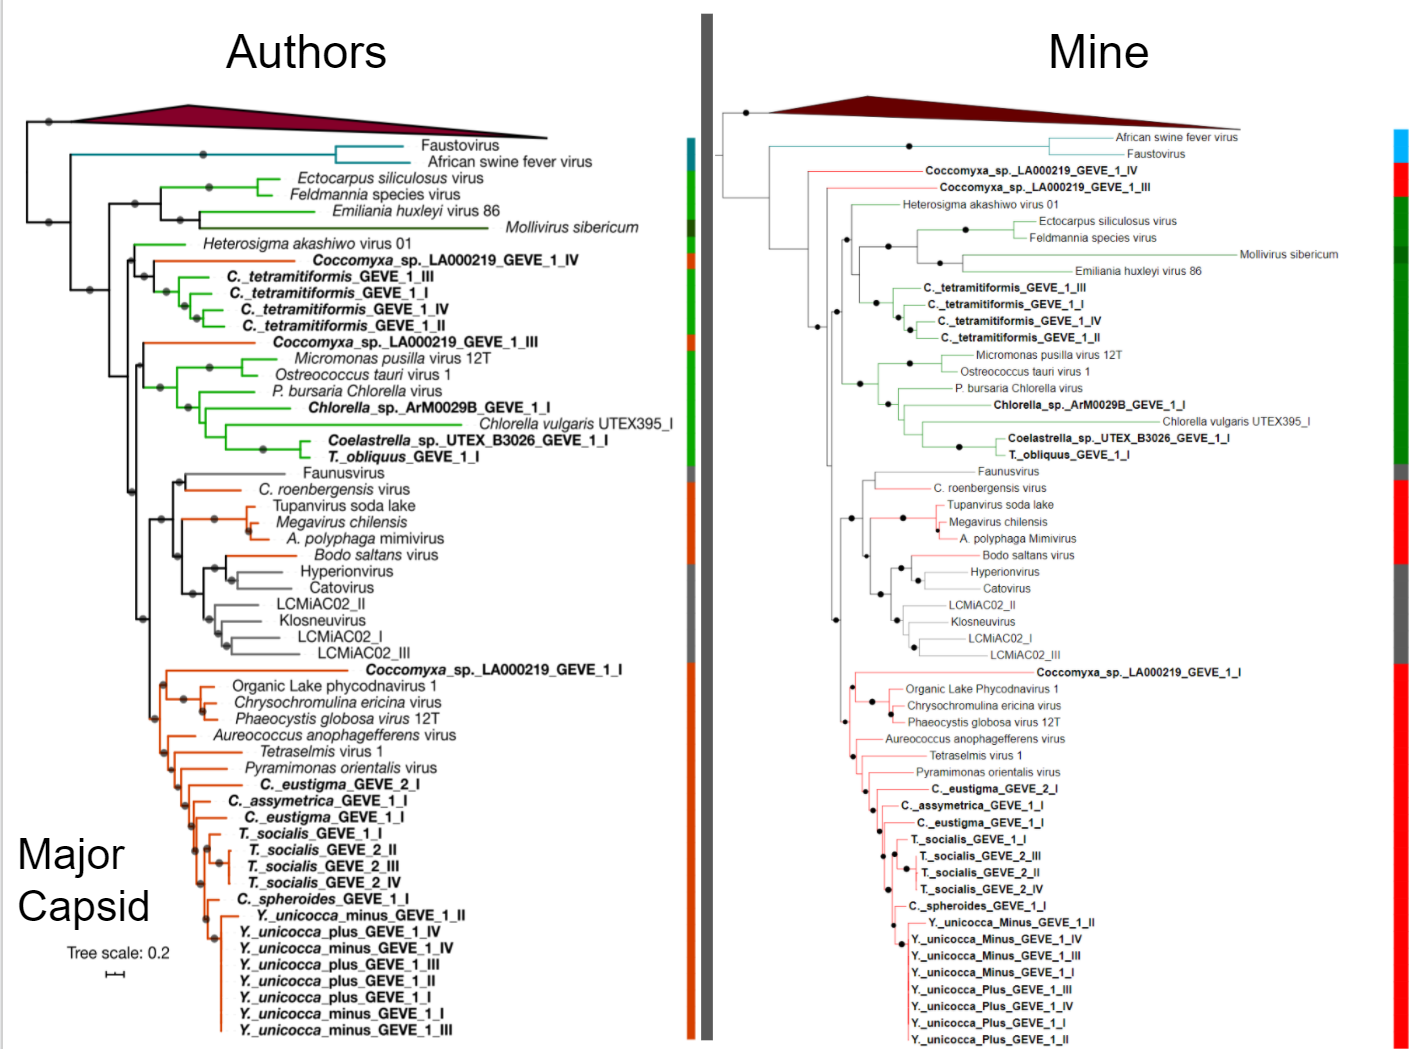 Authors
Faustovirus
African swine fever virus
Ectocarpus siliculosus virus
Feldmannia species virus
Emiliania huxleyi virus 86
Mollivirus sibericum
Heterosigma akashiwo virus 01
Coccomyxa_sp._LA000219_GEVE_1_IV
C._tetramitiformis_GEVE_1_III
C._tetramitiformis_GEVE_1_I
C._tetramitiformis_GEVE_1_IV
C._tetramitiformis_GEVE_1_II
Coccomyxa_sp._LA000219_GEVE_1_III
Micromonas pusilla virus 12T
Ostreococcus tauri virus 1
P. bursaria Chlorella virus
Chlorella_sp._ArM0029B_GEVE_1_I
Chlorella vulgaris UTEX395_I
Coelastrella_sp._UTEX_B3026_GEVE_1_I
T._obliquus_GEVE_1_I
Faunusvirus
C. roenbergensis virus
Tupanvirus soda lake
Megavirus chilensis
A. polyphaga mimivirus
Bodo saltans virus
Hyperionvirus
Catovirus
LCMiAC02_II
Klosneuvirus
LCMiAC02_I
LCMiAC02_III
Coccomyxa_sp._LA000219_GEVE_1_I
Organic Lake phycodnavirus 1
Chrysochromulina ericina virus
Phaeocystis globosa virus 12T
Aureococcus anophagefferens virus
Tetraselmis virus 1
Pyramimonas orientalis virus
C._eustigma_GEVE_2_I
C._assymetrica_GEVE_1_I
C._eustigma_GEVE_1_I
T._socialis_GEVE_1_I
T._socialis_GEVE_2_II
T._socialis_GEVE_2_III
T._socialis_GEVE_2_IV
C._spheroides_GEVE_1_I
Y._unicocca_minus_GEVE_1_II
Y._unicocca_plus_GEVE_1_IV
Y._unicocca_minus_GEVE_1_IV
Y._unicocca_plus_GEVE_1_III
Y._unicocca_plus_GEVE_1_II
Y._unicocca_plus_GEVE_1_I
Y._unicocca_minus_GEVE_1_I
Y._unicocca_minus_GEVE_1_III
Major
Capsid
Tree scale: 0.2
Mine
African swine fever virus
Faustovirus
Coccomyxa_sp._LA000219_GEVE_1_IV
Coccomyxa_sp._LA000219_GEVE_1_III
Heterosigma akashiwo virus 01
Ectocarpus siliculosus virus
Feldmannia species virus
Mollivirus sibericum
Emiliania huxleyi virus 86
C._tetramitiformis_GEVE_1_III
C._tetramitiformis_GEVE_1_I
C._tetramitiformis_GEVE_1_IV
C._tetramitiformis_GEVE_1_II
Micromonas pusilla virus 12T
Ostreococcus tauri virus 1
P. bursaria Chlorella virus
Chlorella_sp._ArM0029B_GEVE_1_I
Chlorella vulgaris UTEX395_I
Coelastrella_sp._UTEX_B3026_GEVE_1_I
T._obliquus_GEVE_1_I
Faunusvirus
C. roenbergensis virus
Tupanvirus soda lake
Megavirus chilensis
A. polyphaga Mimivirus
Bodo saltans virus
Hyperionvirus
Catovirus
LCMiAC02_II
Klosneuvirus
LCMiAC02_I
LCMiAC02_III
Coccomyxa_sp._LA000219_GEVE_1_I
Organic Lake Phycodnavirus 1
Chrysochromulina ericina virus
Phaeocystis globosa virus 12T
Aureococcus anophagefferens virus
Tetraselmis virus 1
Pyramimonas orientalis virus
C._eustigma_GEVE_2_I
C._assymetrica_GEVE_1_I
C._eustigma_GEVE_1_I
T._socialis_GEVE_1_I
T._socialis_GEVE_2_III
T._socialis_GEVE_2_II
T._socialis_GEVE_2_IV
C._spheroides_GEVE_1_I
Y._unicocca_Minus_GEVE_1_II
Y._unicocca_Minus_GEVE_1_IV
Y._unicocca_Minus_GEVE_1_III
Y._unicocca_Minus_GEVE_1_I
Y._unicocca_Plus_GEVE_1_III
Y._unicocca_Plus_GEVE_1_IV
Y._unicocca_Plus_GEVE_1_I
Y._unicocca_Plus_GEVE_1_II